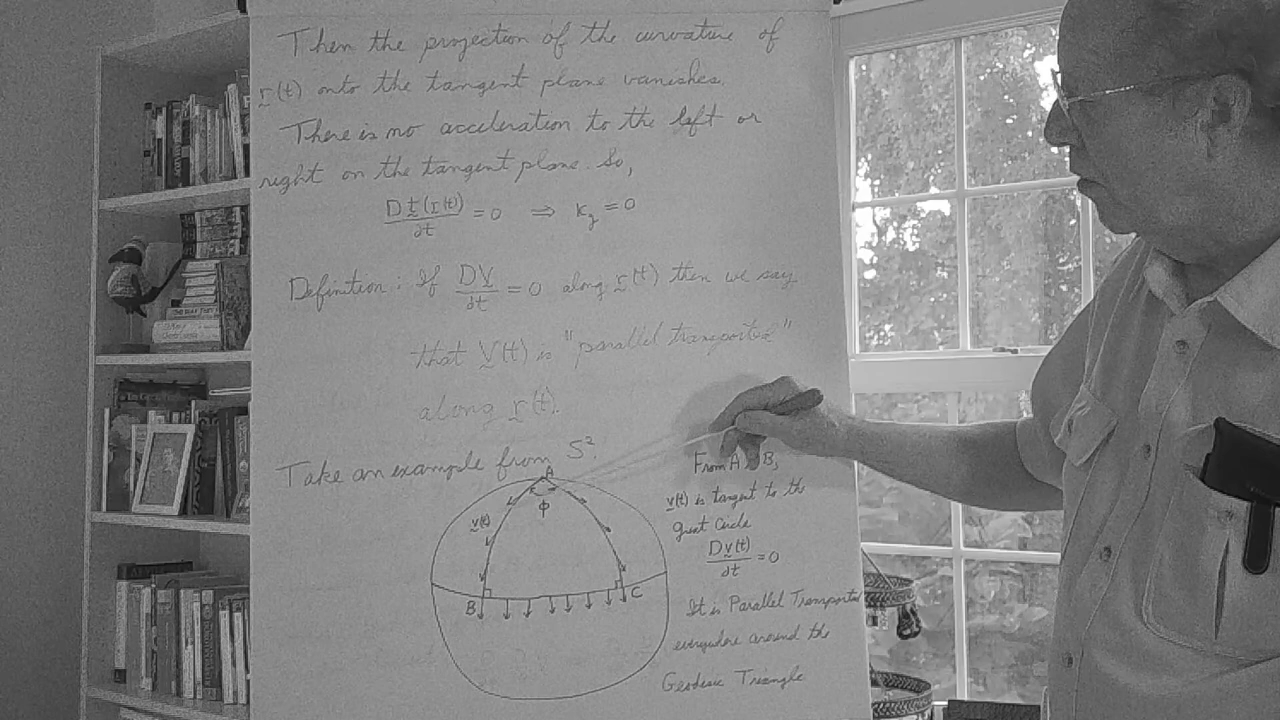 Then the projection of the curvature of
r(t) onto the tangent plane vanishes.
There is no acceleration to the left or
right on the tangent plane. So,
D t(r(t)) / dt = 0 ⇒ κg = 0
Definition: If DV/dt = 0 along r(t) then we say
that V(t) is "parallel transported"
along r(t).
Take an example from S².
A
ϕ
v(t)
B
C
From A B,
v(t) is tangent to the
great circle
Dv(t)/dt = 0
It is Parallel Transported
everywhere around the
Geodesic Triangle